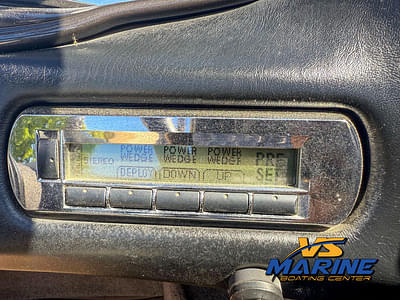 POWER POWER POWER
WEDGE WEDGE WEDGE PRE
STEREO
DEPLOY DOWN UP SET
VS
MARINE
BOATING CENTER